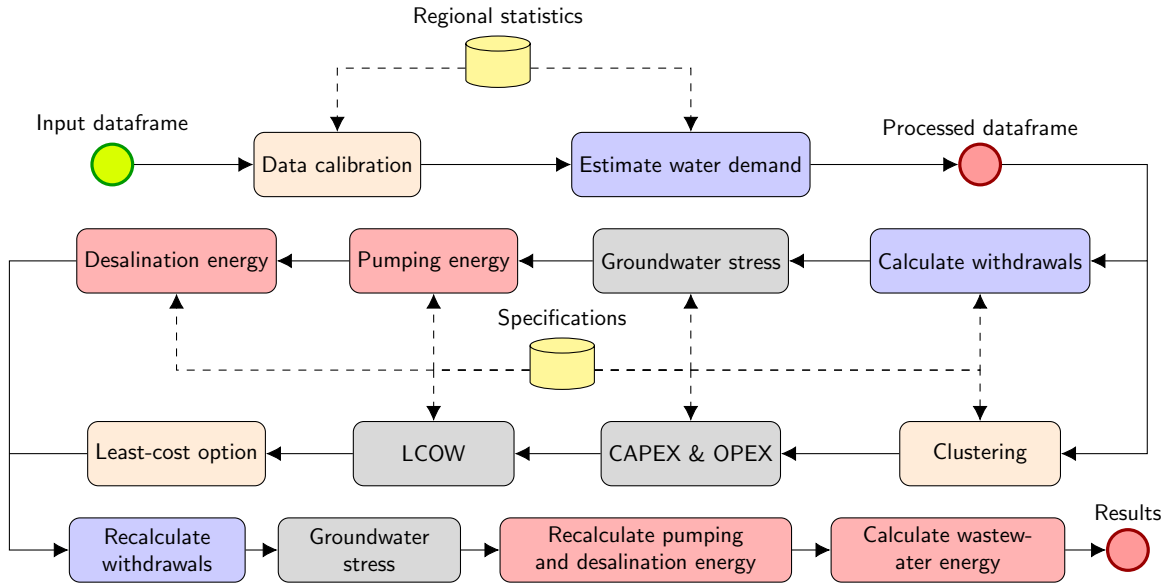 Regional statistics
Input dataframe
Processed dataframe
Data calibration
Estimate water demand
Desalination energy
Pumping energy
Groundwater stress
Calculate withdrawals
Specifications
Least-cost option
LCOW
CAPEX & OPEX
Clustering
Results
Recalculate
withdrawals
Groundwater
stress
Recalculate pumping
and desalination energy
Calculate wastew-
ater energy